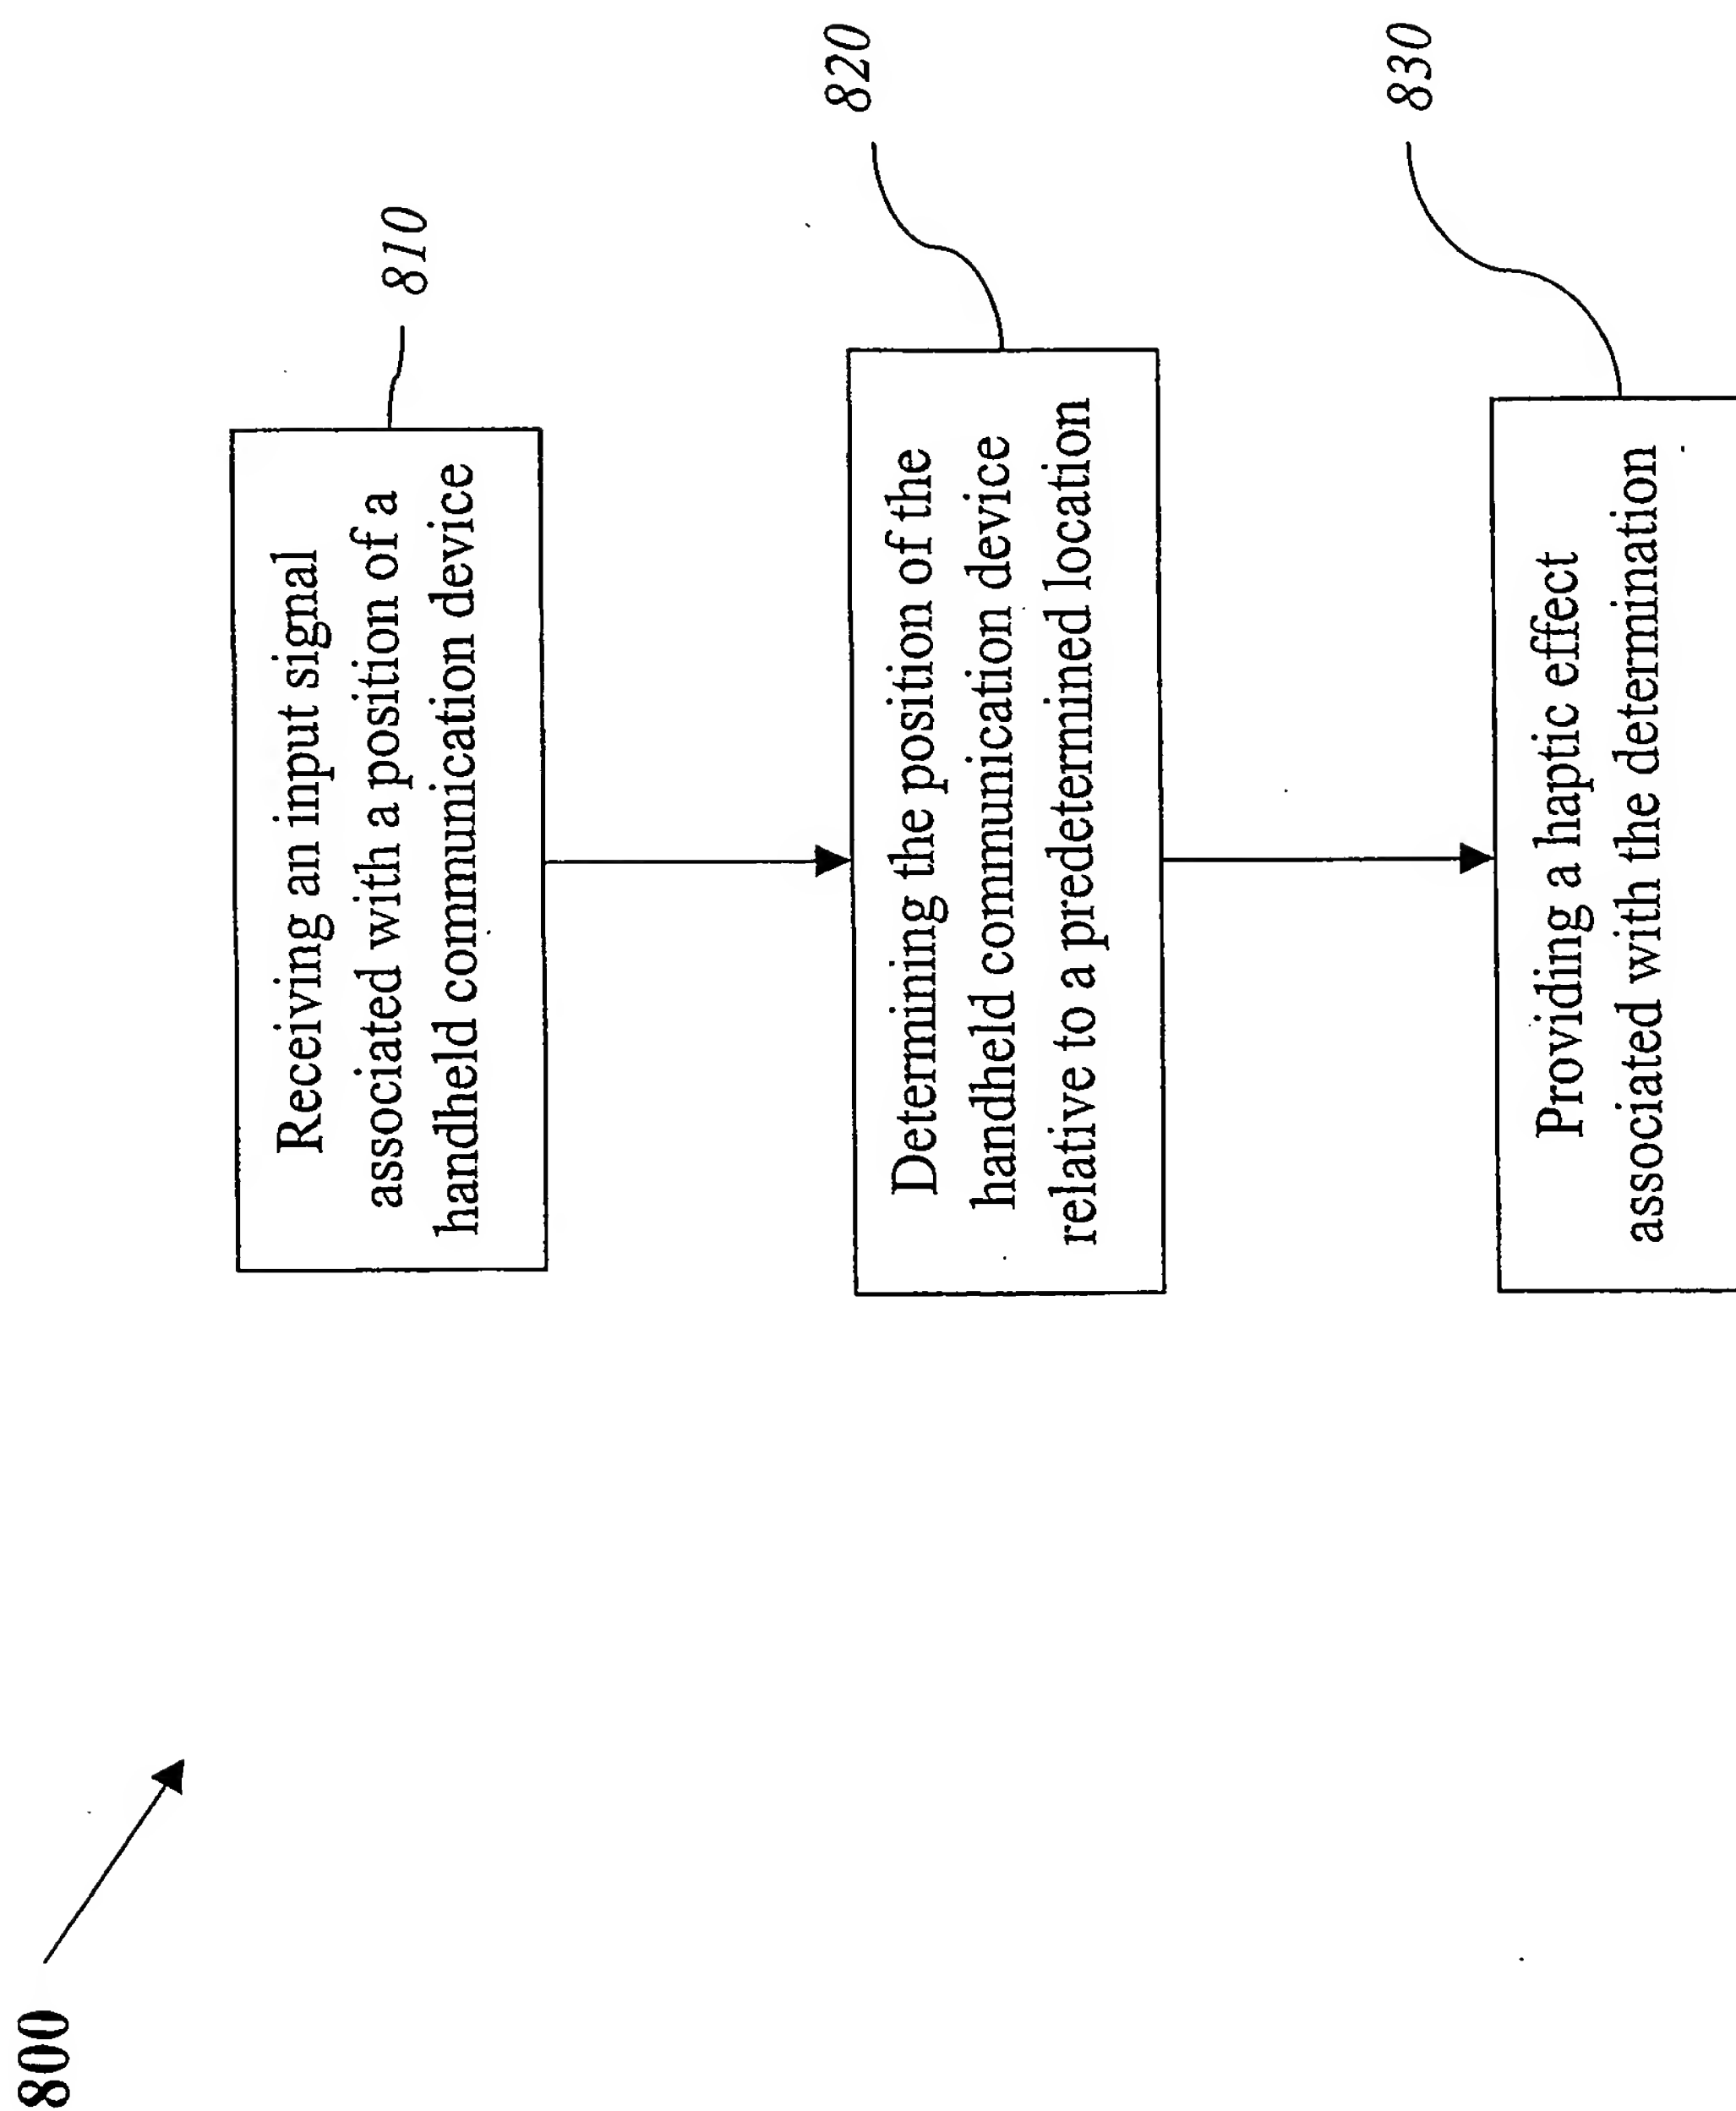 800
Receiving an input signal
associated with a position of a
handheld communication device
810
Determining the position of the
handheld communication device
relative to a predetermined location
820
Providing a haptic effect
associated with the determination
830